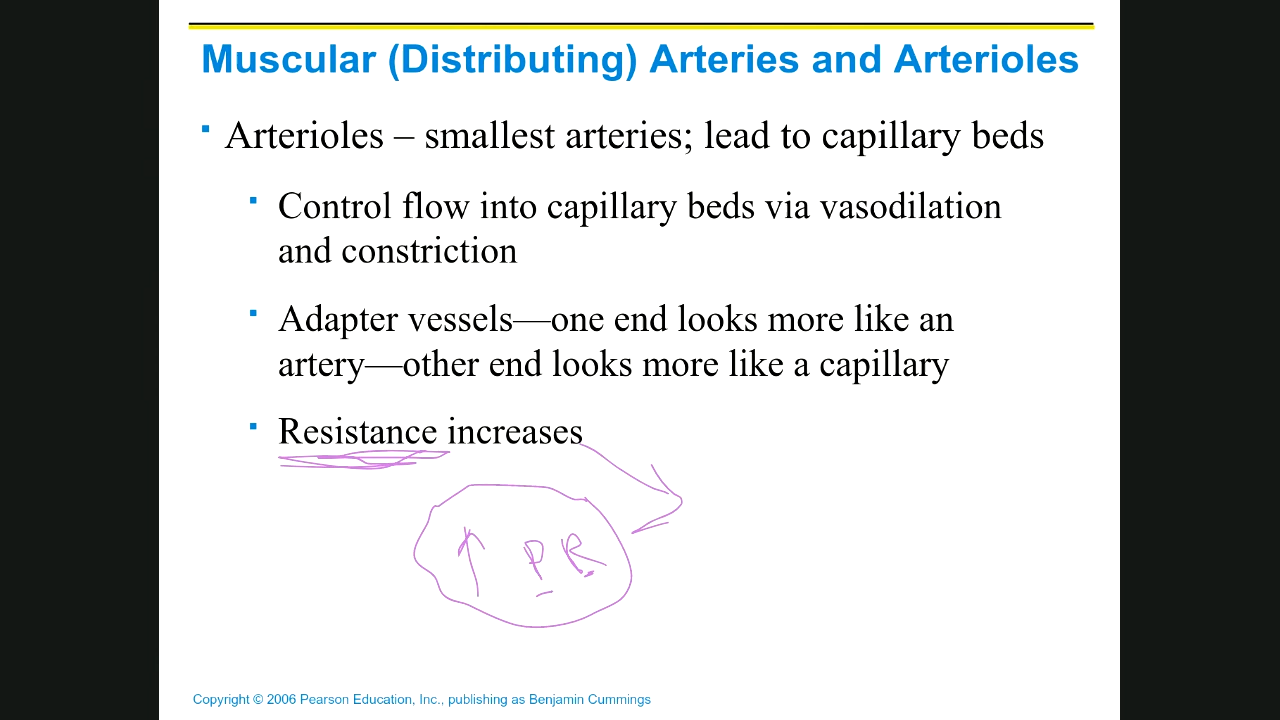 Muscular (Distributing) Arteries and Arterioles
▪ Arterioles – smallest arteries; lead to capillary beds
▪ Control flow into capillary beds via vasodilation
and constriction
▪ Adapter vessels—one end looks more like an
artery—other end looks more like a capillary
▪ Resistance increases
↑ PR
Copyright © 2006 Pearson Education, Inc., publishing as Benjamin Cummings